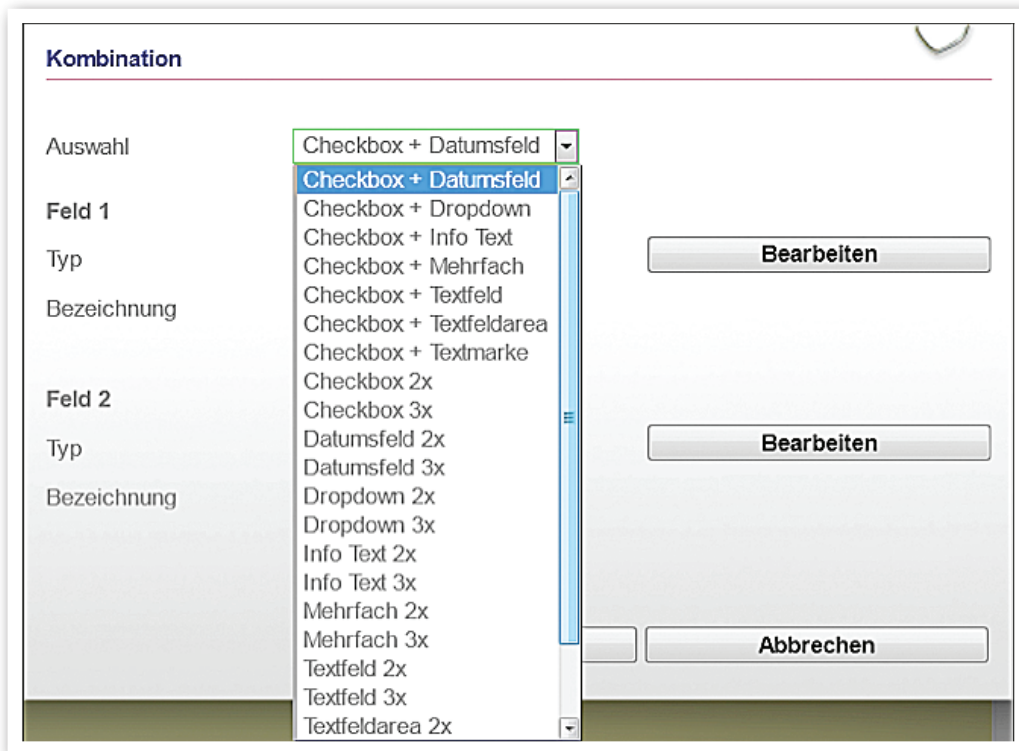 Kombination
Auswahl
Checkbox + Datumsfeld
Checkbox + Datumsfeld
Checkbox + Dropdown
Checkbox + Info Text
Checkbox + Mehrfach
Checkbox + Textfeld
Checkbox + Textfeldarea
Checkbox + Textmarke
Checkbox 2x
Checkbox 3x
Datumsfeld 2x
Datumsfeld 3x
Dropdown 2x
Dropdown 3x
Info Text 2x
Info Text 3x
Mehrfach 2x
Mehrfach 3x
Textfeld 2x
Textfeld 3x
Textfeldarea 2x
Feld 1
Typ
Bearbeiten
Bezeichnung
Feld 2
Typ
Bearbeiten
Bezeichnung
Abbrechen